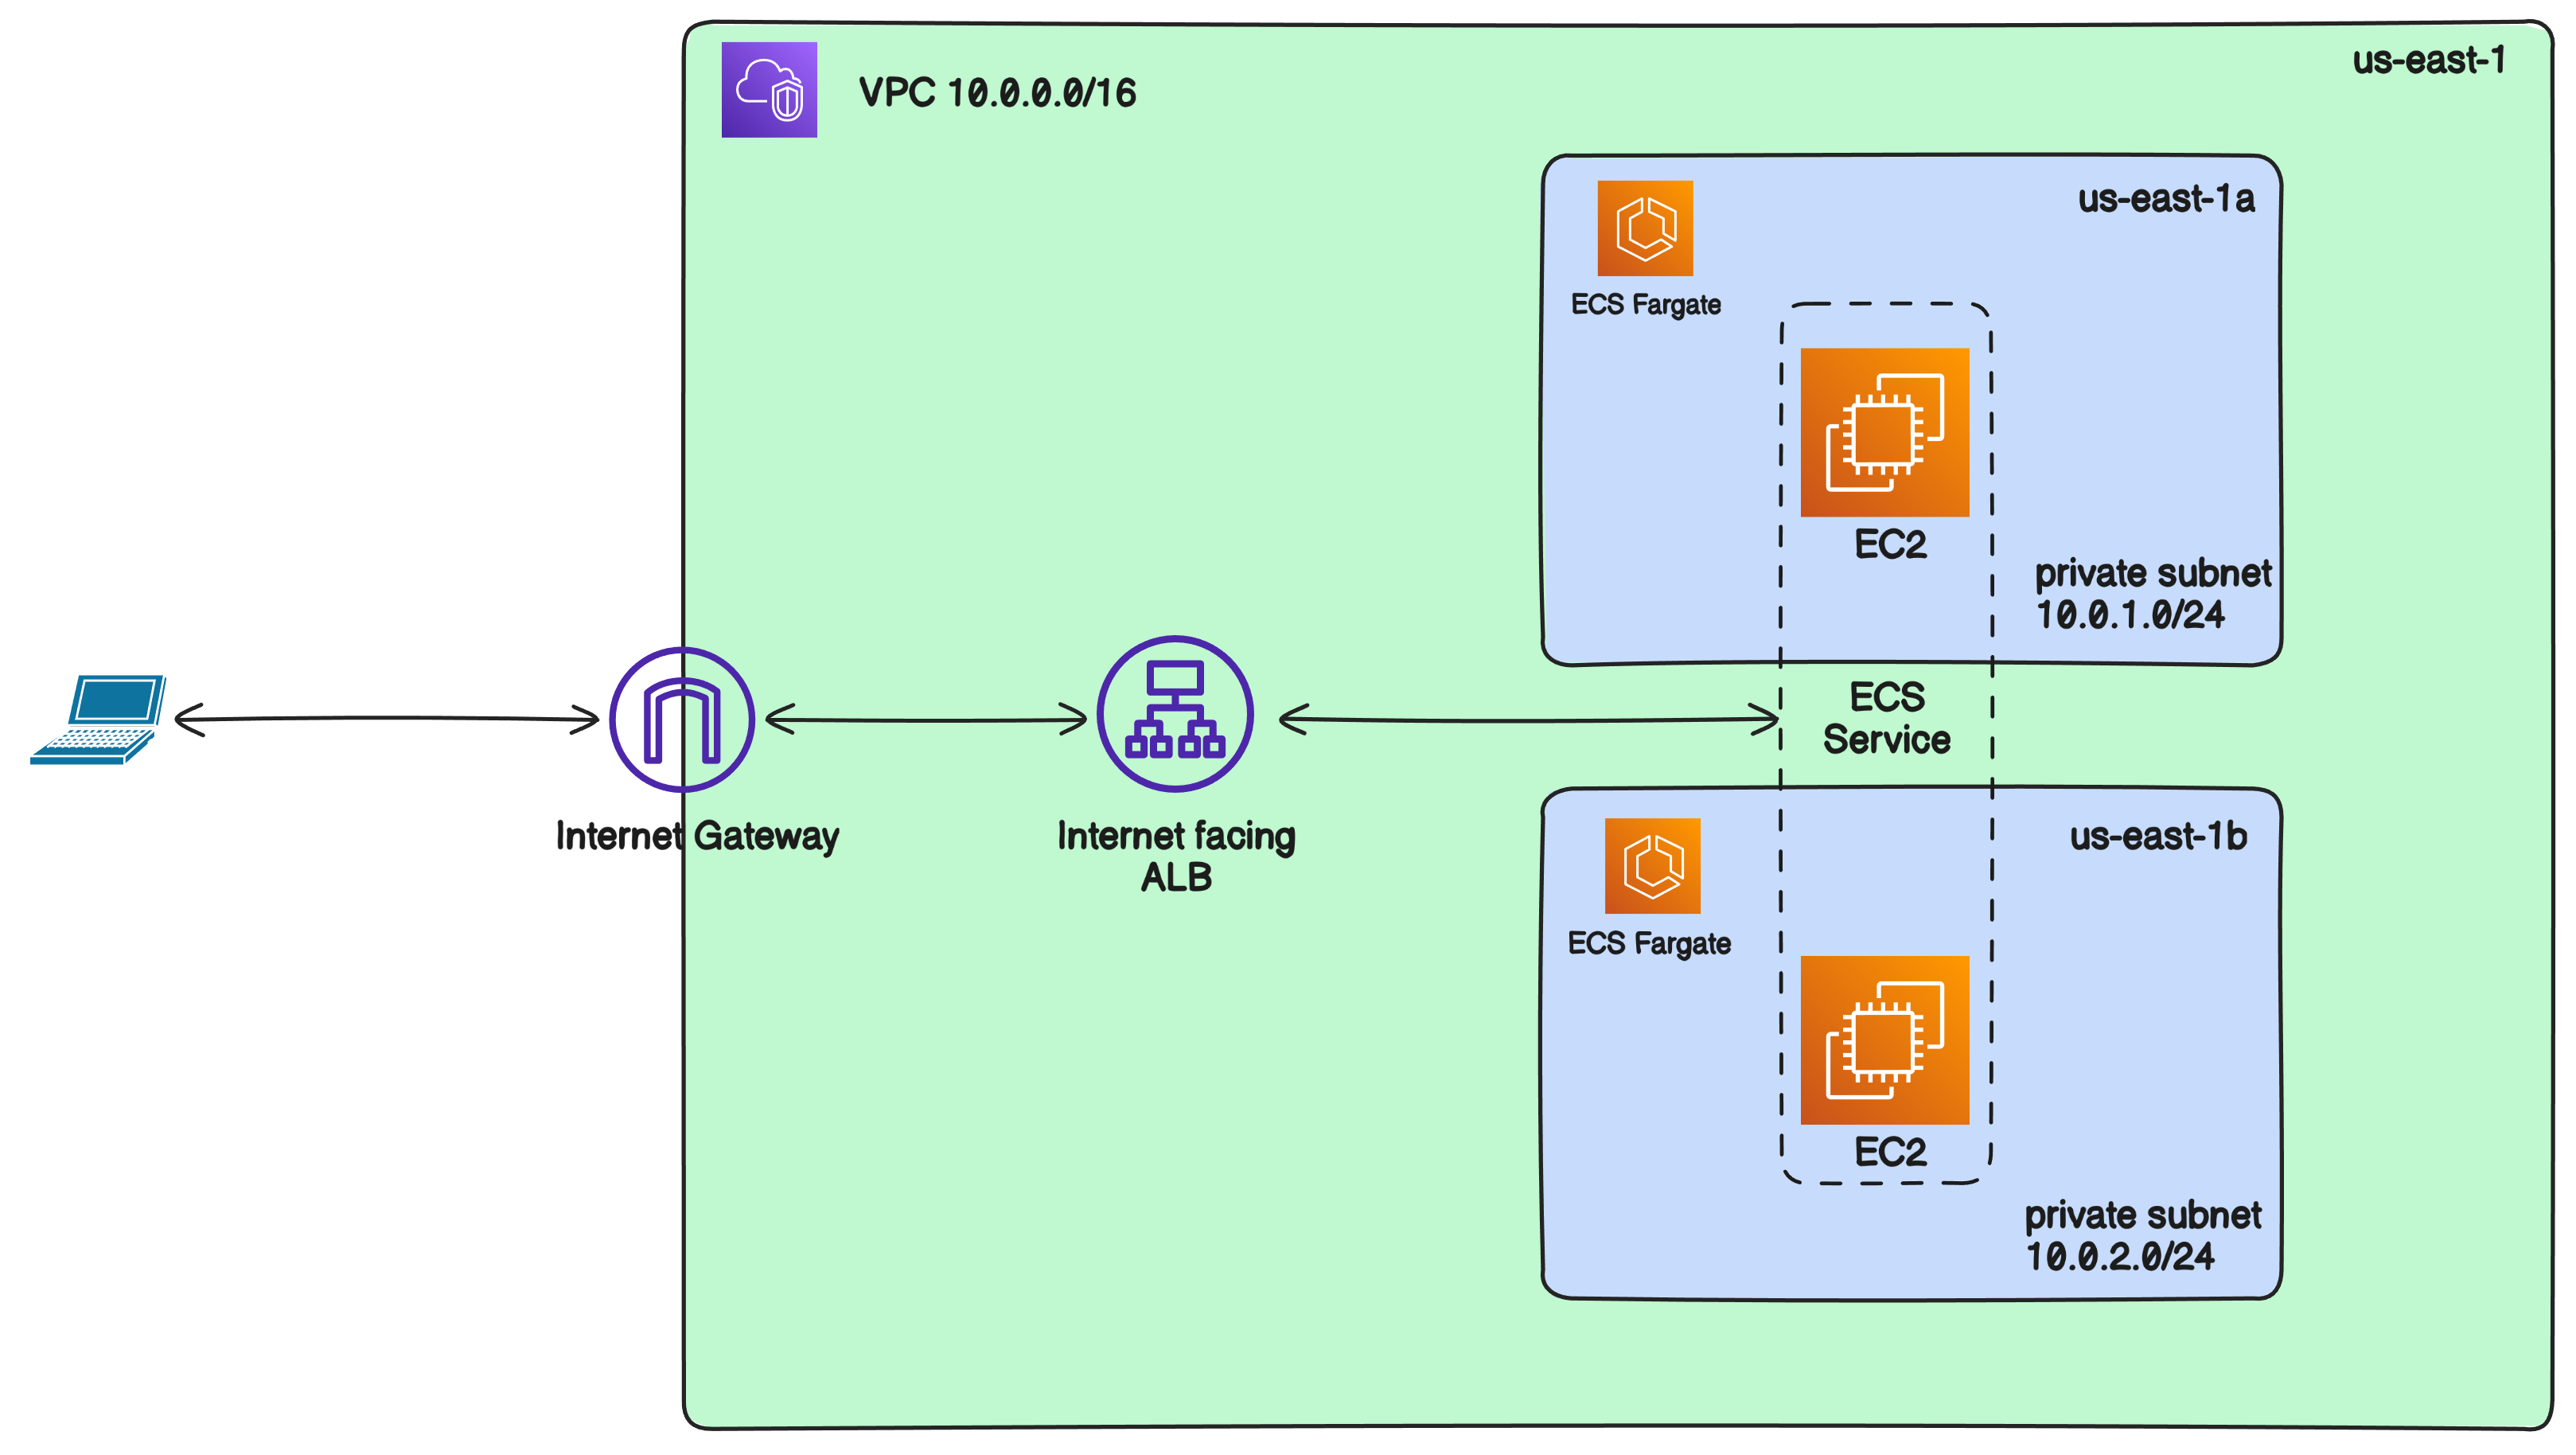 VPC 10.0.0.0/16
us-east-1
us-east-1a
ECS Fargate
EC2
private subnet
10.0.1.0/24
ECS
Service
Internet Gateway
Internet facing
ALB
us-east-1b
ECS Fargate
EC2
private subnet
10.0.2.0/24